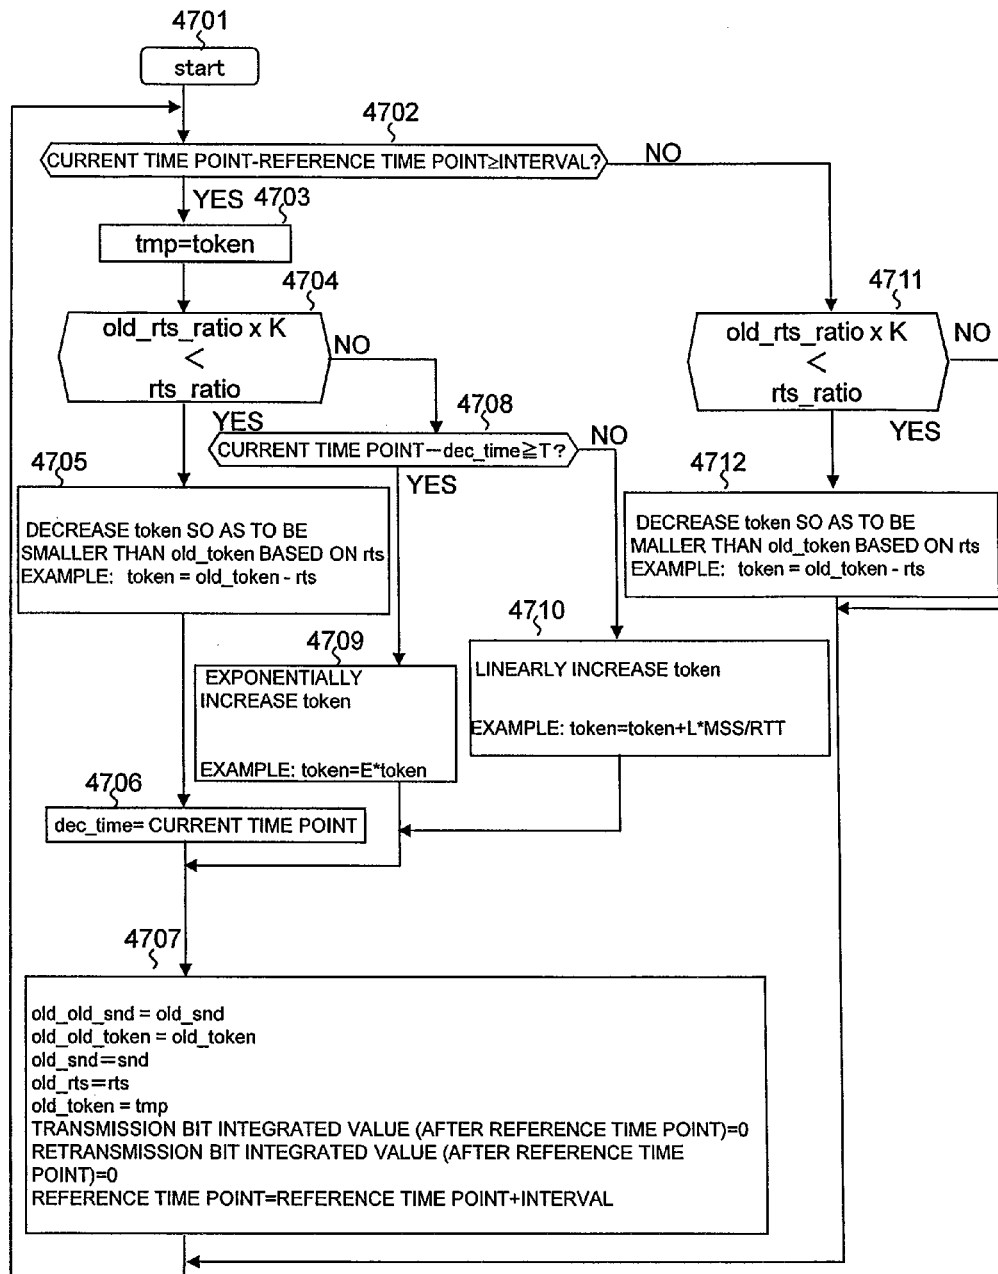 4701
start
4702
CURRENT TIME POINT-REFERENCE TIME POINT≥INTERVAL?
NO
YES
4703
tmp=token
4704
old_rts_ratio x K
<
rts_ratio
NO
YES
4711
old_rts_ratio x K
<
rts_ratio
NO
YES
4708
CURRENT TIME POINT-dec_time≧T?
NO
YES
4705
DECREASE token SO AS TO BE
SMALLER THAN old_token BASED ON rts
EXAMPLE: token = old_token - rts
4712
DECREASE token SO AS TO BE
MALLER THAN old_token BASED ON rts
EXAMPLE: token = old_token - rts
4709
EXPONENTIALLY
INCREASE token
EXAMPLE: token=E*token
4710
LINEARLY INCREASE token
EXAMPLE: token=token+L*MSS/RTT
4706
dec_time= CURRENT TIME POINT
4707
old_old_snd = old_snd
old_old_token = old_token
old_snd=snd
old_rts=rts
old_token = tmp
TRANSMISSION BIT INTEGRATED VALUE (AFTER REFERENCE TIME POINT)=0
RETRANSMISSION BIT INTEGRATED VALUE (AFTER REFERENCE TIME
POINT)=0
REFERENCE TIME POINT=REFERENCE TIME POINT+INTERVAL